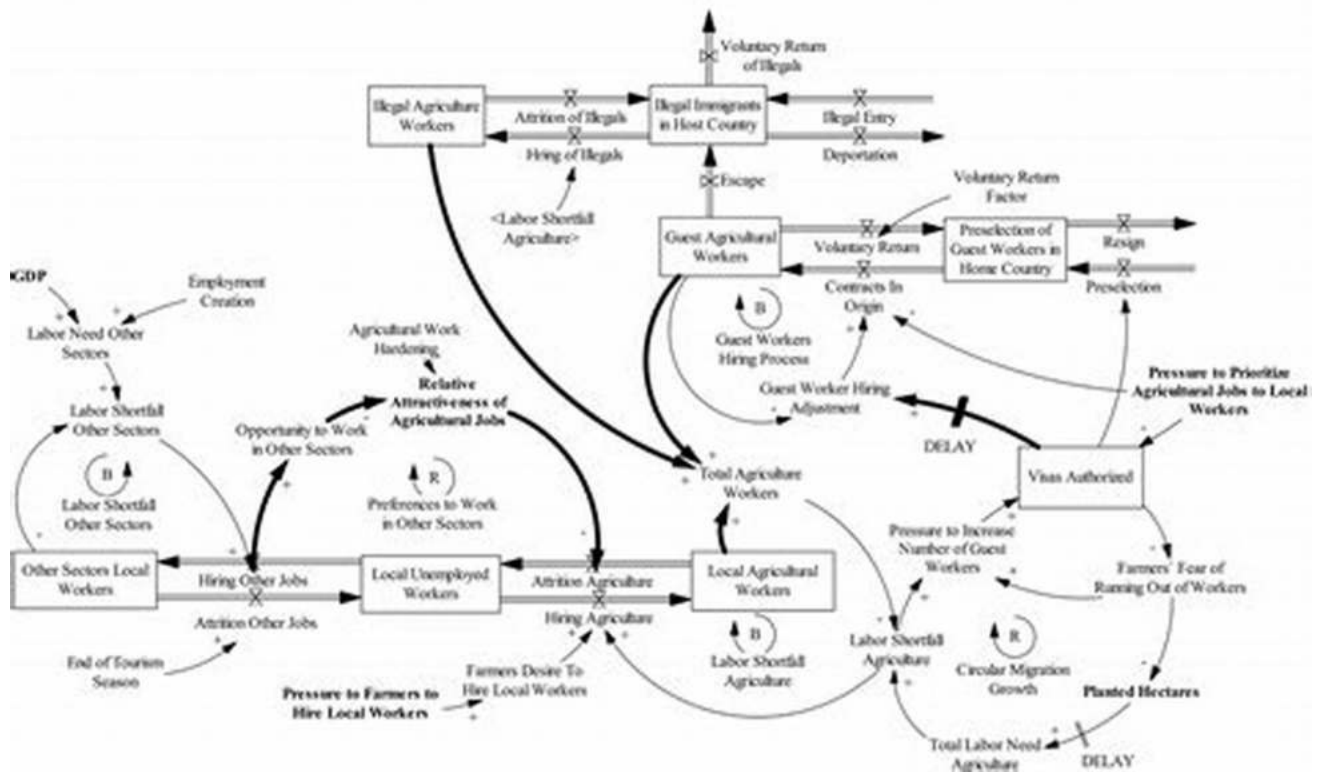 Voluntary Return
of Illegals
Illegal Agriculture
Workers
Attrition of Illegals
Hiring of Illegals
Illegal Immigrants
in Host Country
Illegal Entry
Deportation
<Labor Shortfall
Agriculture>
Escape
Voluntary Return
Factor
Guest Agricultural
Workers
Voluntary Return
Contracts In
Origin
Preselection of
Guest Workers in
Home Country
Resign
Preselection
GDP
Employment
Creation
Labor Need Other
Sectors
Agricultural Work
Hardening
Relative
Attractiveness of
Agricultural Jobs
B
Guest Workers
Hiring Process
Guest Worker Hiring
Adjustment
Pressure to Prioritize
Agricultural Jobs to Local
Workers
Labor Shortfall
Other Sectors
Opportunity to Work
in Other Sectors
DELAY
B
Labor Shortfall
Other Sectors
R
Preferences to Work
in Other Sectors
Total Agriculture
Workers
Visas Authorized
Pressure to Increase
Number of Guest
Workers
Farmers' Fear of
Running Out of Workers
Other Sectors Local
Workers
Hiring Other Jobs
Attrition Other Jobs
Local Unemployed
Workers
Attrition Agriculture
Hiring Agriculture
Local Agricultural
Workers
End of Tourism
Season
Pressure to Farmers to
Hire Local Workers
Farmers Desire To
Hire Local Workers
B
Labor Shortfall
Agriculture
Labor Shortfall
Agriculture
R
Circular Migration
Growth
Planted Hectares
Total Labor Need
Agriculture
DELAY